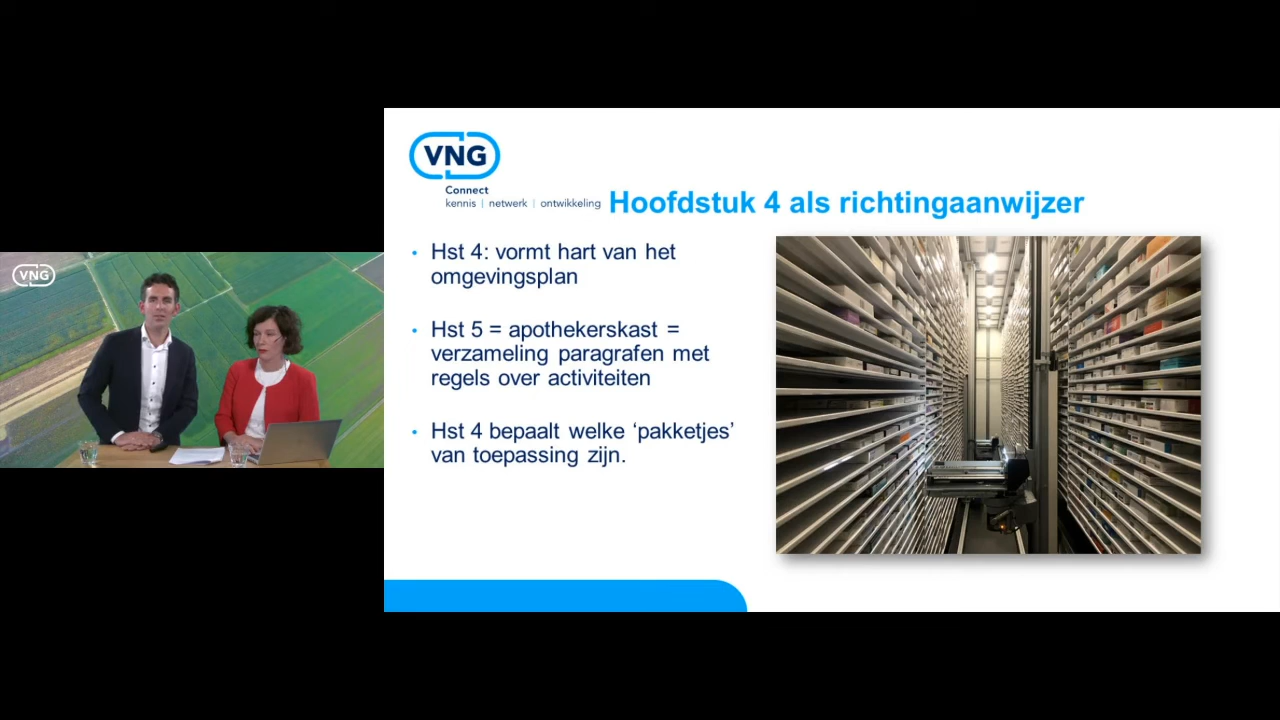 VNG
VNG
Connect
kennis | netwerk | ontwikkeling
Hoofdstuk 4 als richtingaanwijzer
• Hst 4: vormt hart van het
omgevingsplan
• Hst 5 = apothekerskast =
verzameling paragrafen met
regels over activiteiten
• Hst 4 bepaalt welke ‘pakketjes’
van toepassing zijn.